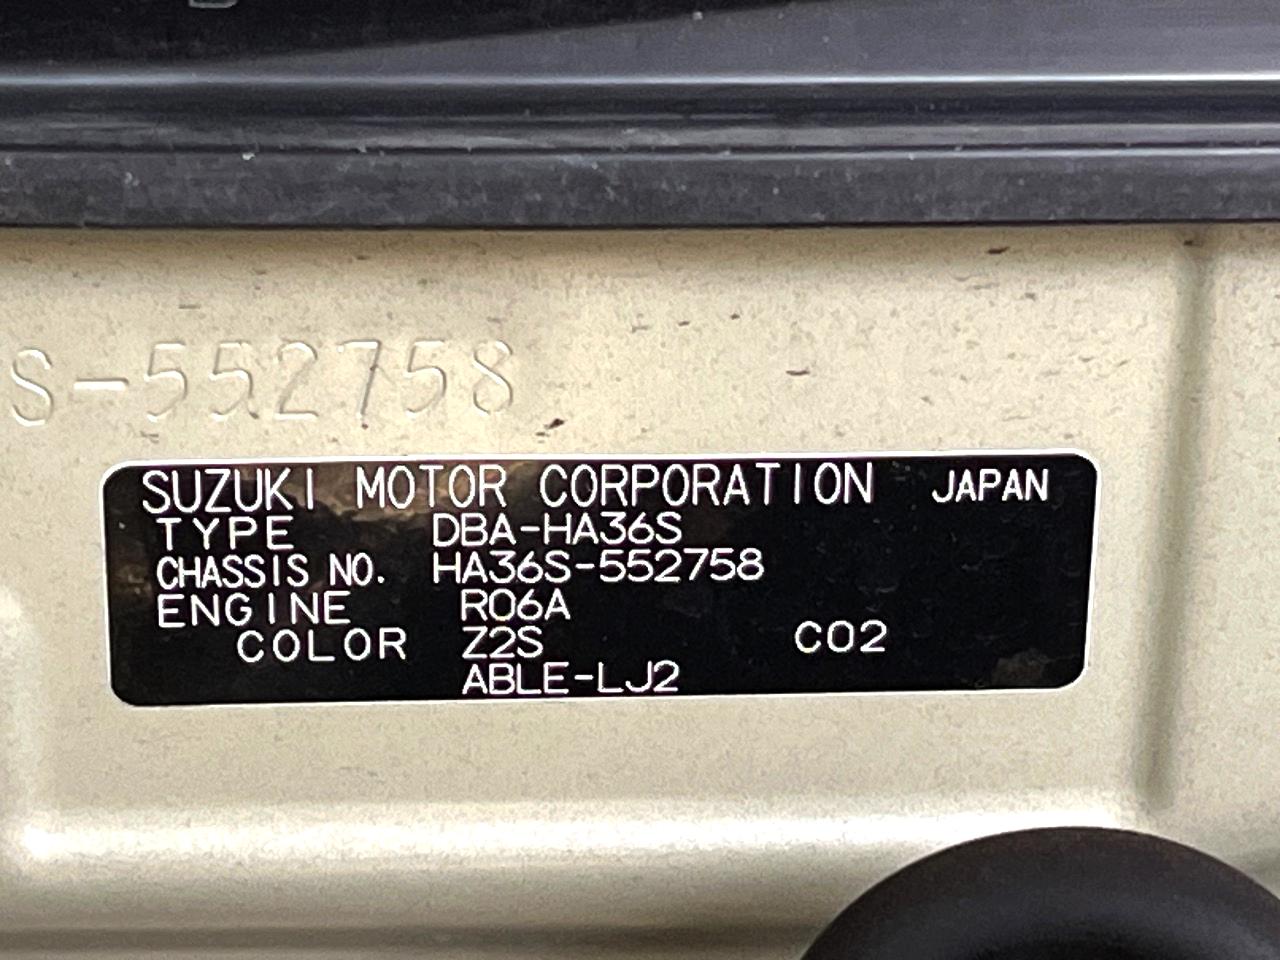 S-552758
SUZUKI MOTOR CORPORATION JAPAN
TYPE DBA-HA36S
CHASSIS NO. HA36S-552758
ENGINE R06A
COLOR Z2S C02
ABLE-LJ2